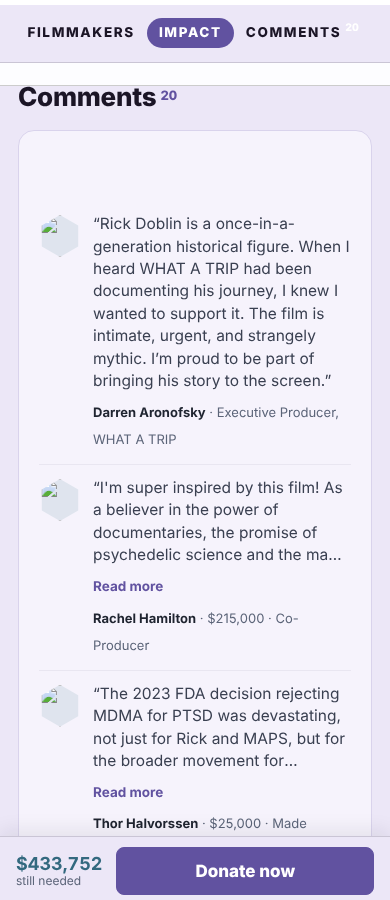 FILMMAKERS IMPACT COMMENTS 20
Comments 20
“Rick Doblin is a once-in-a-
generation historical figure. When I
heard WHAT A TRIP had been
documenting his journey, I knew I
wanted to support it. The film is
intimate, urgent, and strangely
mythic. I’m proud to be part of
bringing his story to the screen.”
Darren Aronofsky · Executive Producer,
WHAT A TRIP
“I'm super inspired by this film! As
a believer in the power of
documentaries, the promise of
psychedelic science and the ma...
Read more
Rachel Hamilton · $215,000 · Co-
Producer
“The 2023 FDA decision rejecting
MDMA for PTSD was devastating,
not just for Rick and MAPS, but for
the broader movement for...
Read more
Thor Halvorssen · $25,000 · Made
$433,752
still needed
Donate now